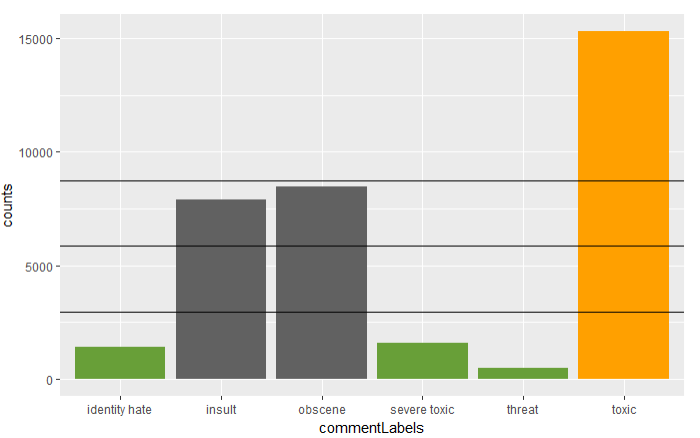 15000
10000
5000
0
counts
identity hate insult obscene severe toxic threat toxic
commentLabels